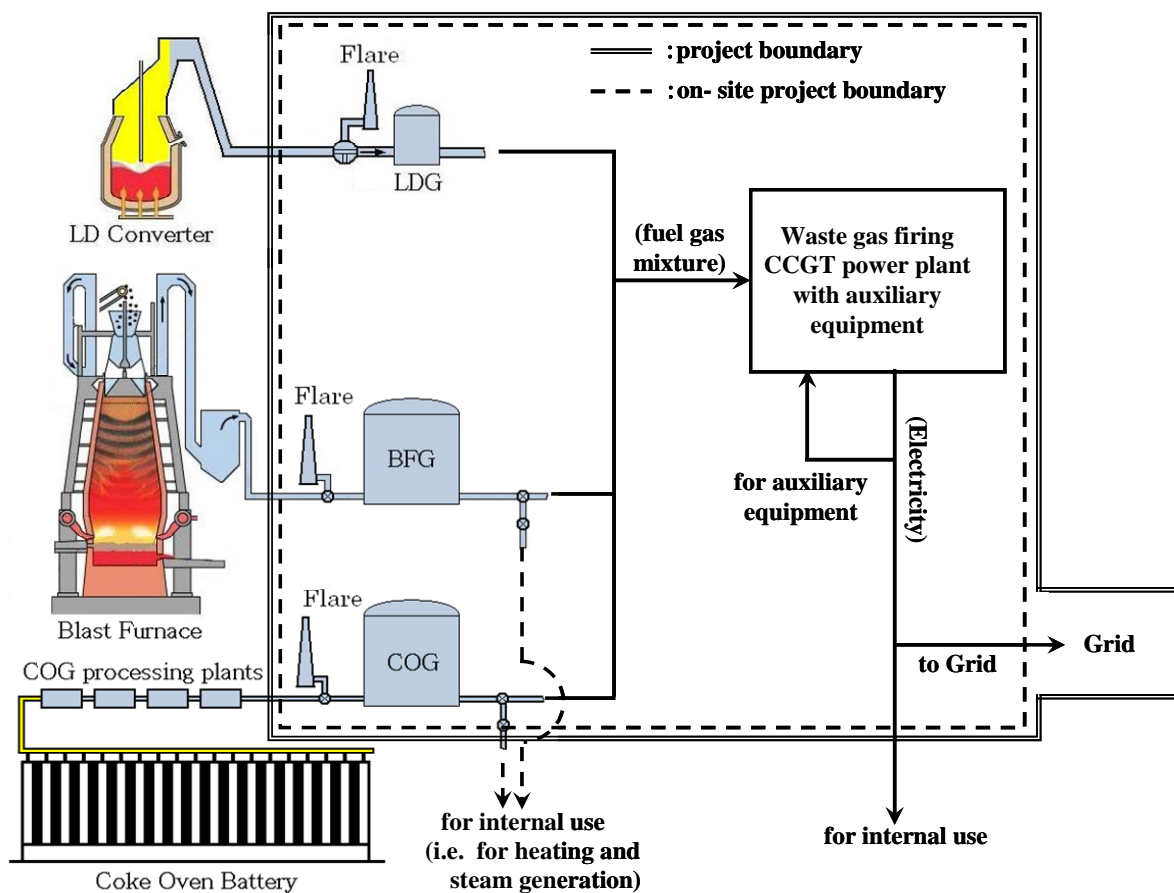 : project boundary
: on- site project boundary
Flare
LDG
LD Converter
(fuel gas
mixture)
Waste gas firing
CCGT power plant
with auxiliary
equipment
Flare
BFG
for auxiliary
equipment
(Electricity)
Blast Furnace
Flare
COG
COG processing plants
to Grid
Grid
for internal use
(i.e. for heating and
steam generation)
for internal use
Coke Oven Battery